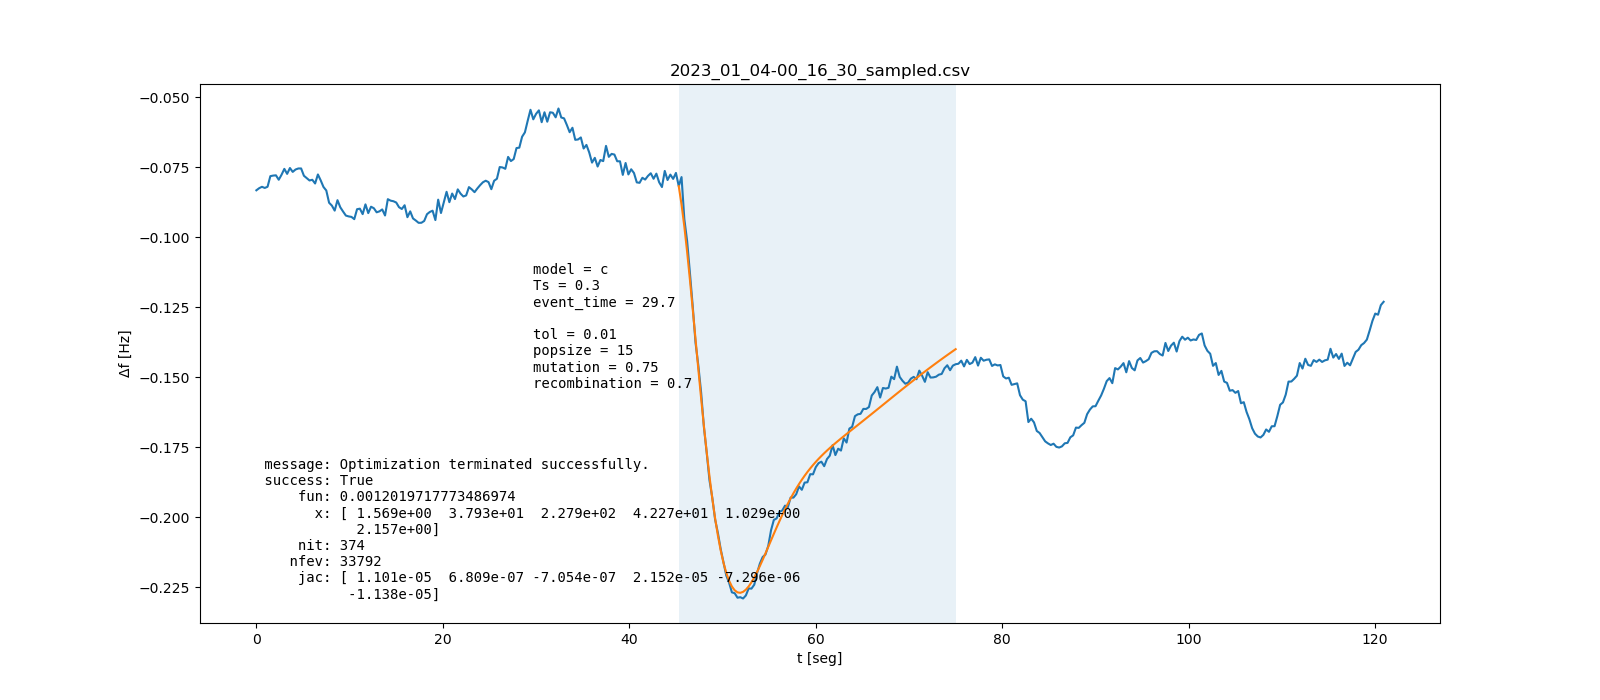 2023_01_04-00_16_30_sampled.csv
−0.050
−0.075
−0.100
−0.125
−0.150
−0.175
−0.200
−0.225
Δf [Hz]
model = c
Ts = 0.3
event_time = 29.7
tol = 0.01
popsize = 15
mutation = 0.75
recombination = 0.7
message: Optimization terminated successfully.
success: True
fun: 0.0012019717773486974
x: [ 1.569e+00  3.793e+01  2.279e+02  4.227e+01  1.029e+00
2.157e+00]
nit: 374
nfev: 33792
jac: [ 1.101e-05  6.809e-07 -7.054e-07  2.152e-05 -7.296e-06
-1.138e-05]
0 20 40 60 80 100 120
t [seg]